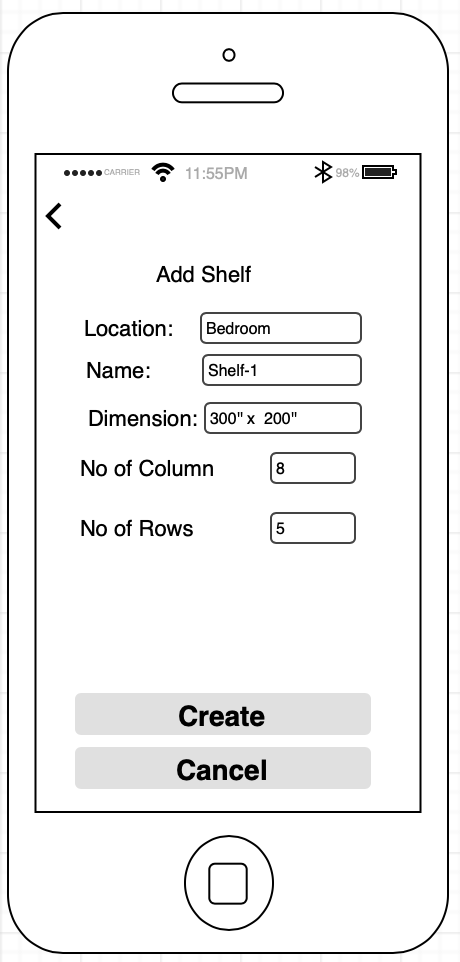 CARRIER 11:55PM 98%
Add Shelf
Location: Bedroom
Name: Shelf-1
Dimension: 300" x 200"
No of Column 8
No of Rows 5
Create
Cancel